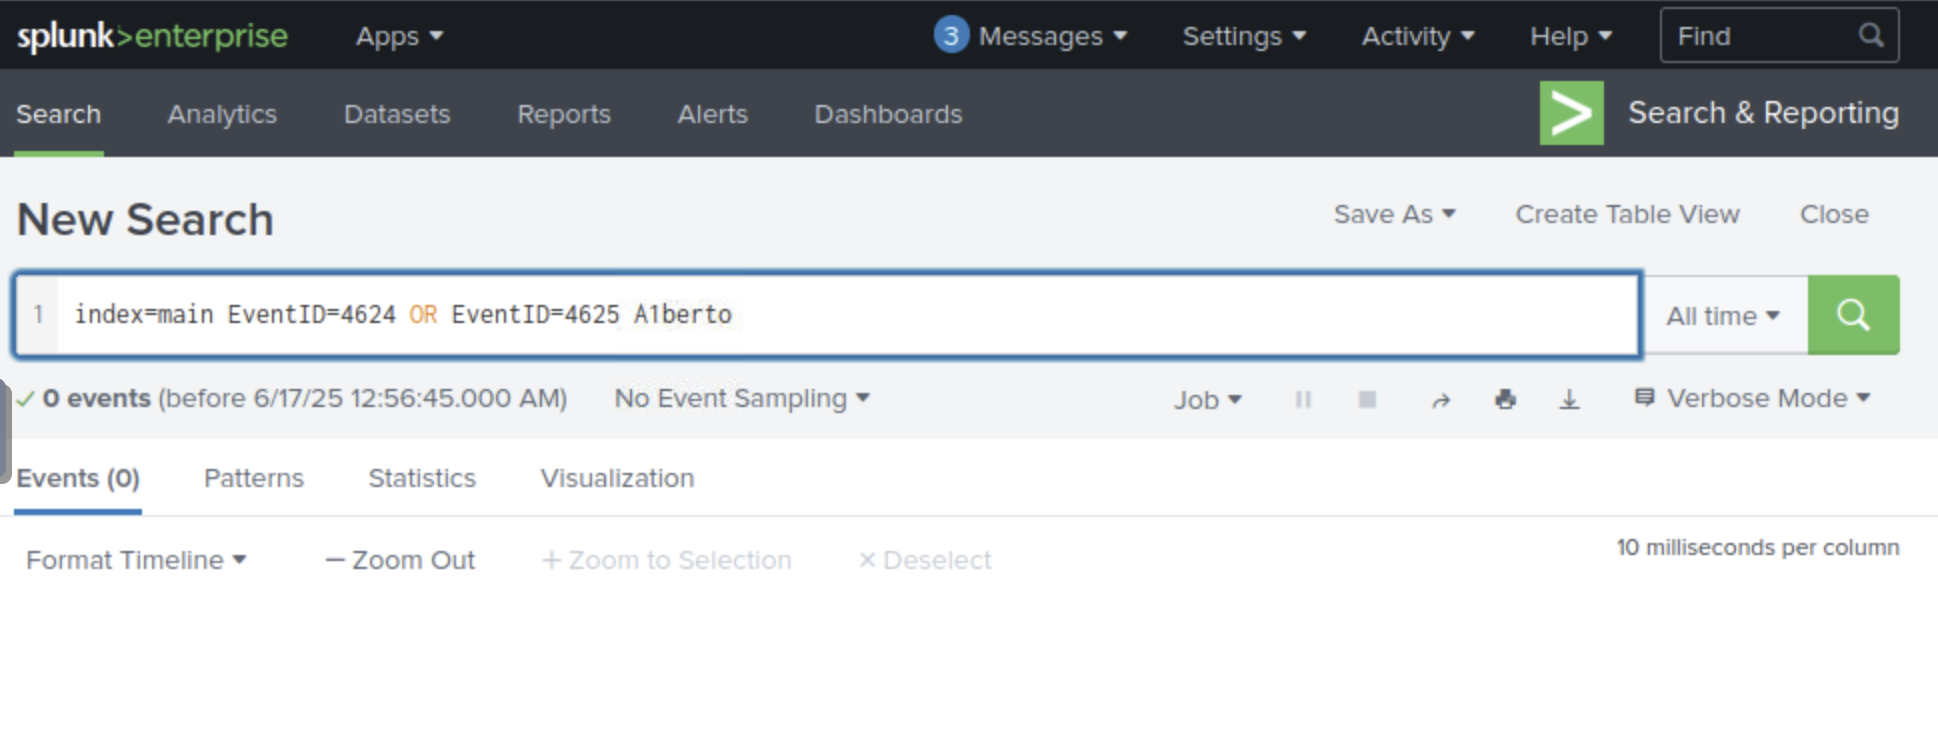 splunk>enterprise Apps 3 Messages Settings Activity Help Find
Search Analytics Datasets Reports Alerts Dashboards > Search & Reporting
New Search Save As Create Table View Close
1 index=main EventID=4624 OR EventID=4625 A1berto All time
0 events (before 6/17/25 12:56:45.000 AM) No Event Sampling Job Verbose Mode
Events (0) Patterns Statistics Visualization
Format Timeline — Zoom Out + Zoom to Selection × Deselect 10 milliseconds per column